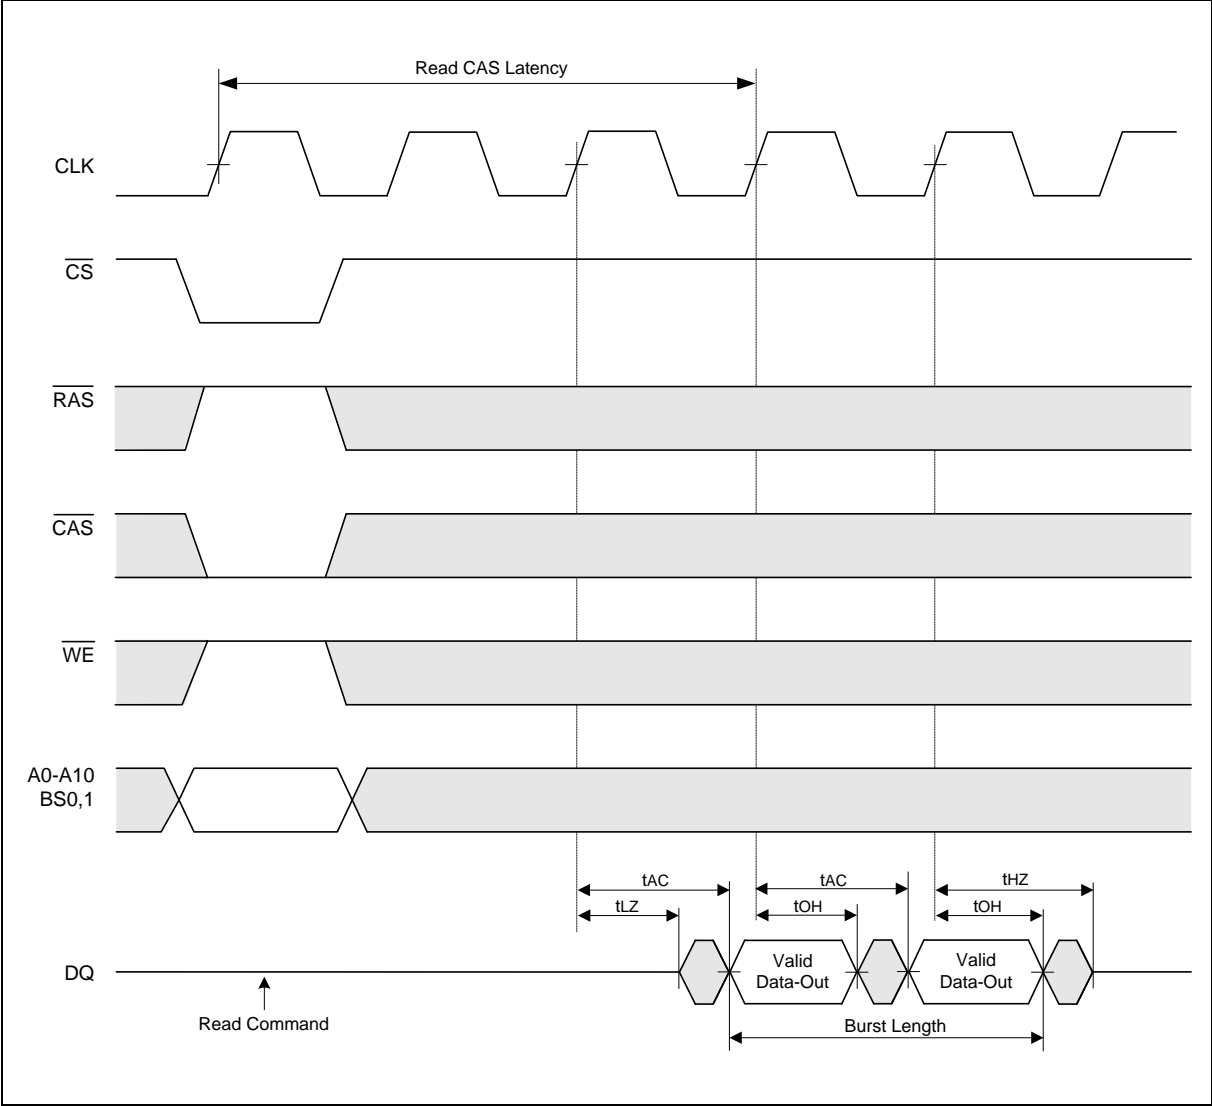 Read CAS Latency
CLK
CS
RAS
CAS
WE
A0-A10
BS0,1
tAC
tAC
tHZ
tLZ
tOH
tOH
DQ
Valid
Data-Out
Valid
Data-Out
Read Command
Burst Length